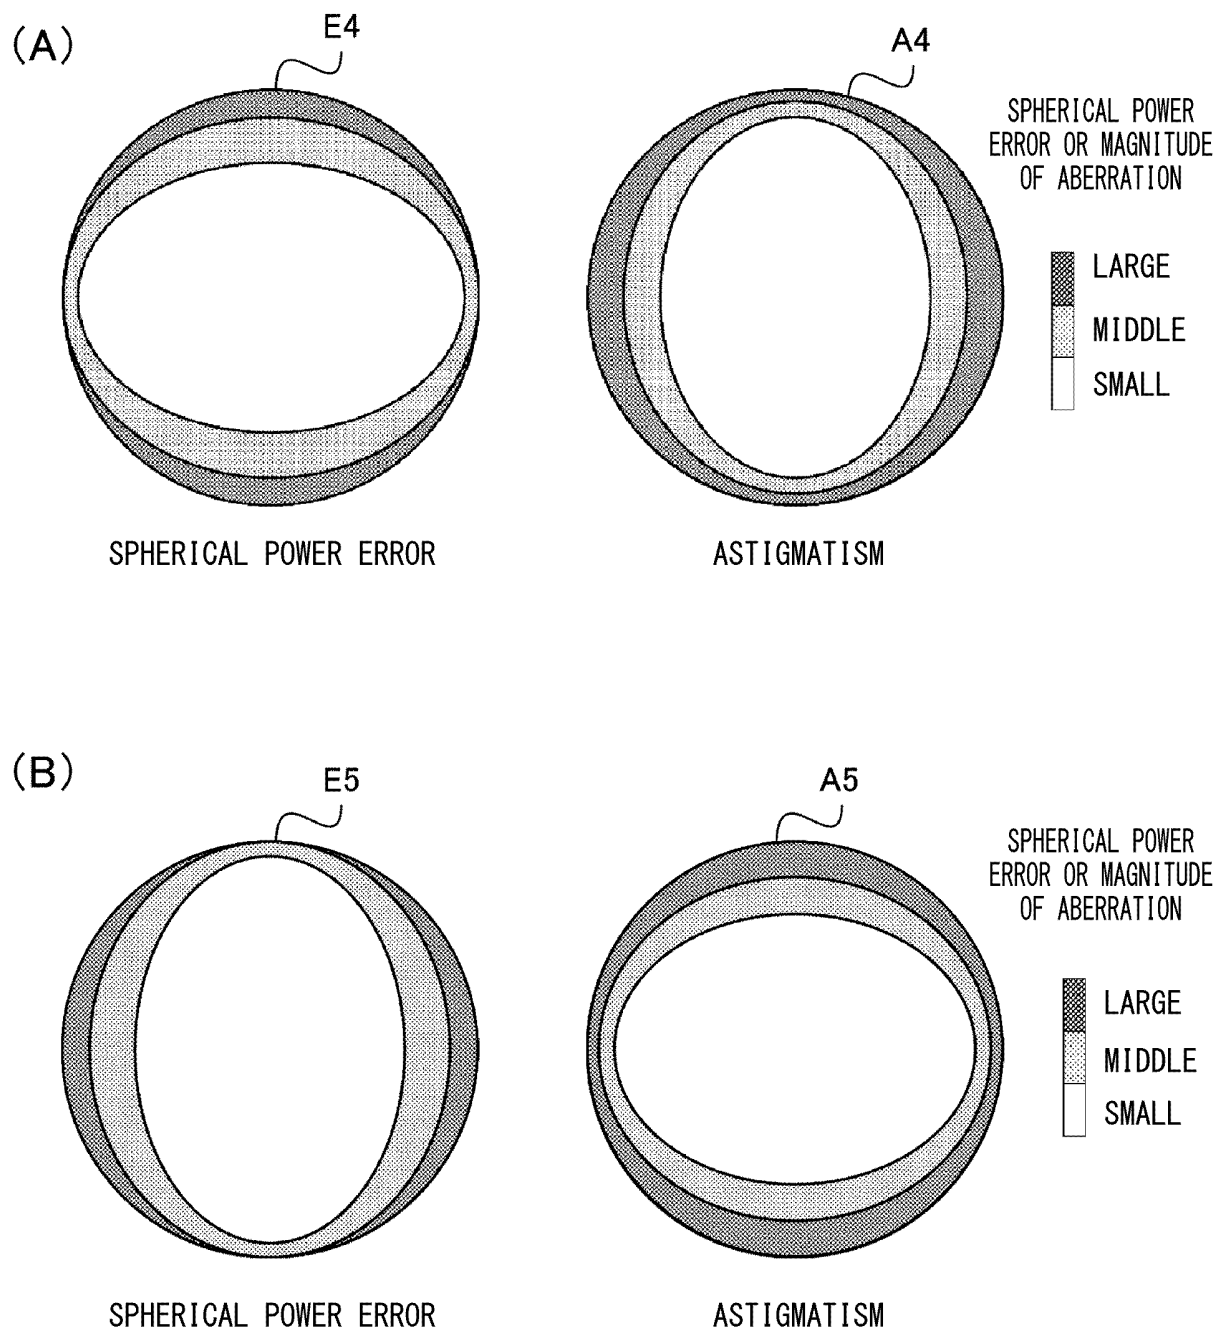 (A)
E4
A4
SPHERICAL POWER
ERROR OR MAGNITUDE
OF ABERRATION
LARGE
MIDDLE
SMALL
SPHERICAL POWER ERROR
ASTIGMATISM
(B)
E5
A5
SPHERICAL POWER
ERROR OR MAGNITUDE
OF ABERRATION
LARGE
MIDDLE
SMALL
SPHERICAL POWER ERROR
ASTIGMATISM